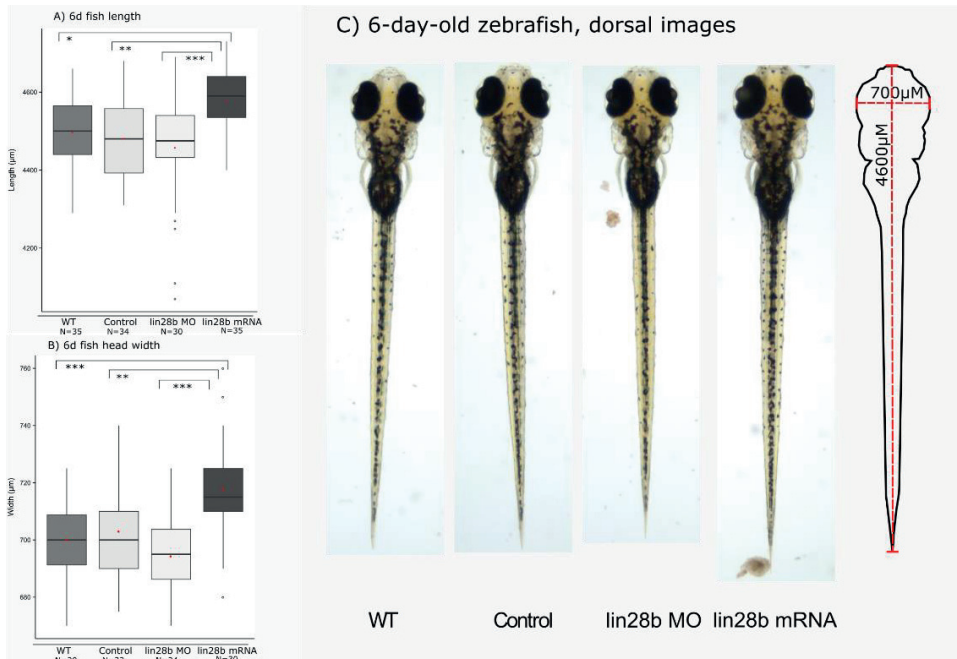 A) 6d fish length
*
**
***
4600
4400
4200
Length (µm)
WT
Control
lin28b MO
lin28b mRNA
N=35
N=34
N=30
N=35
B) 6d fish head width
***
**
***
760
740
720
700
680
Width (µm)
WT
Control
lin28b MO
lin28b mRNA
C) 6-day-old zebrafish, dorsal images
700µM
4600µM
WT
Control
lin28b MO
lin28b mRNA